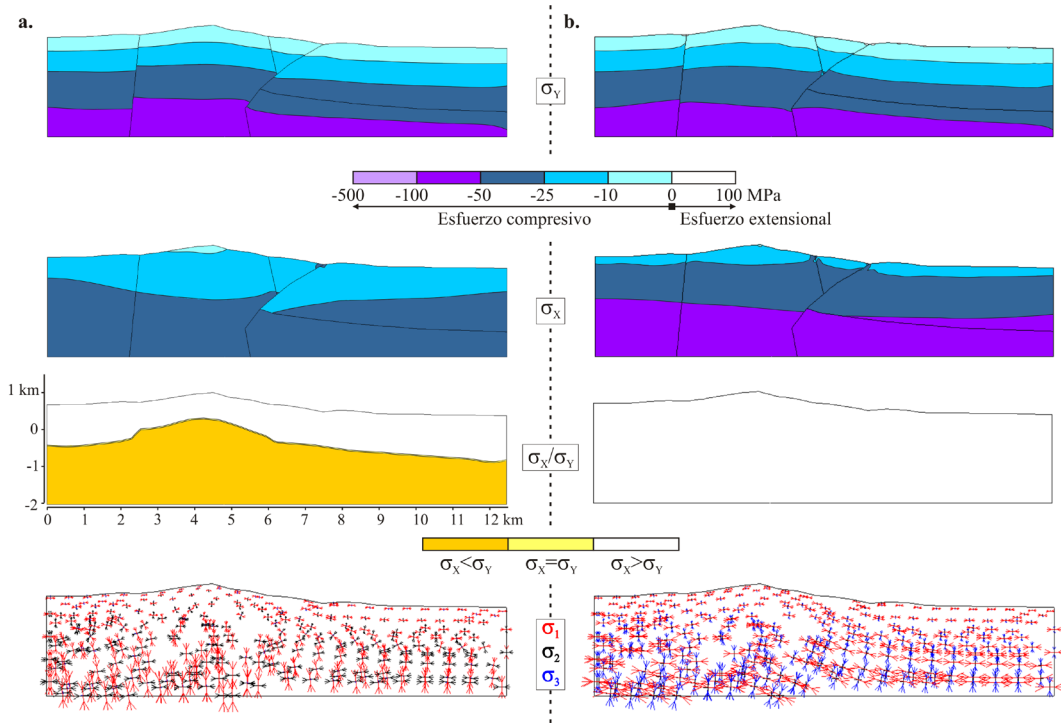 a.
b.
σY
-500 -100 -50 -25 -10 0 100 MPa
Esfuerzo compresivo Esfuerzo extensional
σX
1 km
0
-1
-2
σX/σY
0 1 2 3 4 5 6 7 8 9 10 11 12 km
σX<σY σX=σY σX>σY
σ1
σ2
σ3